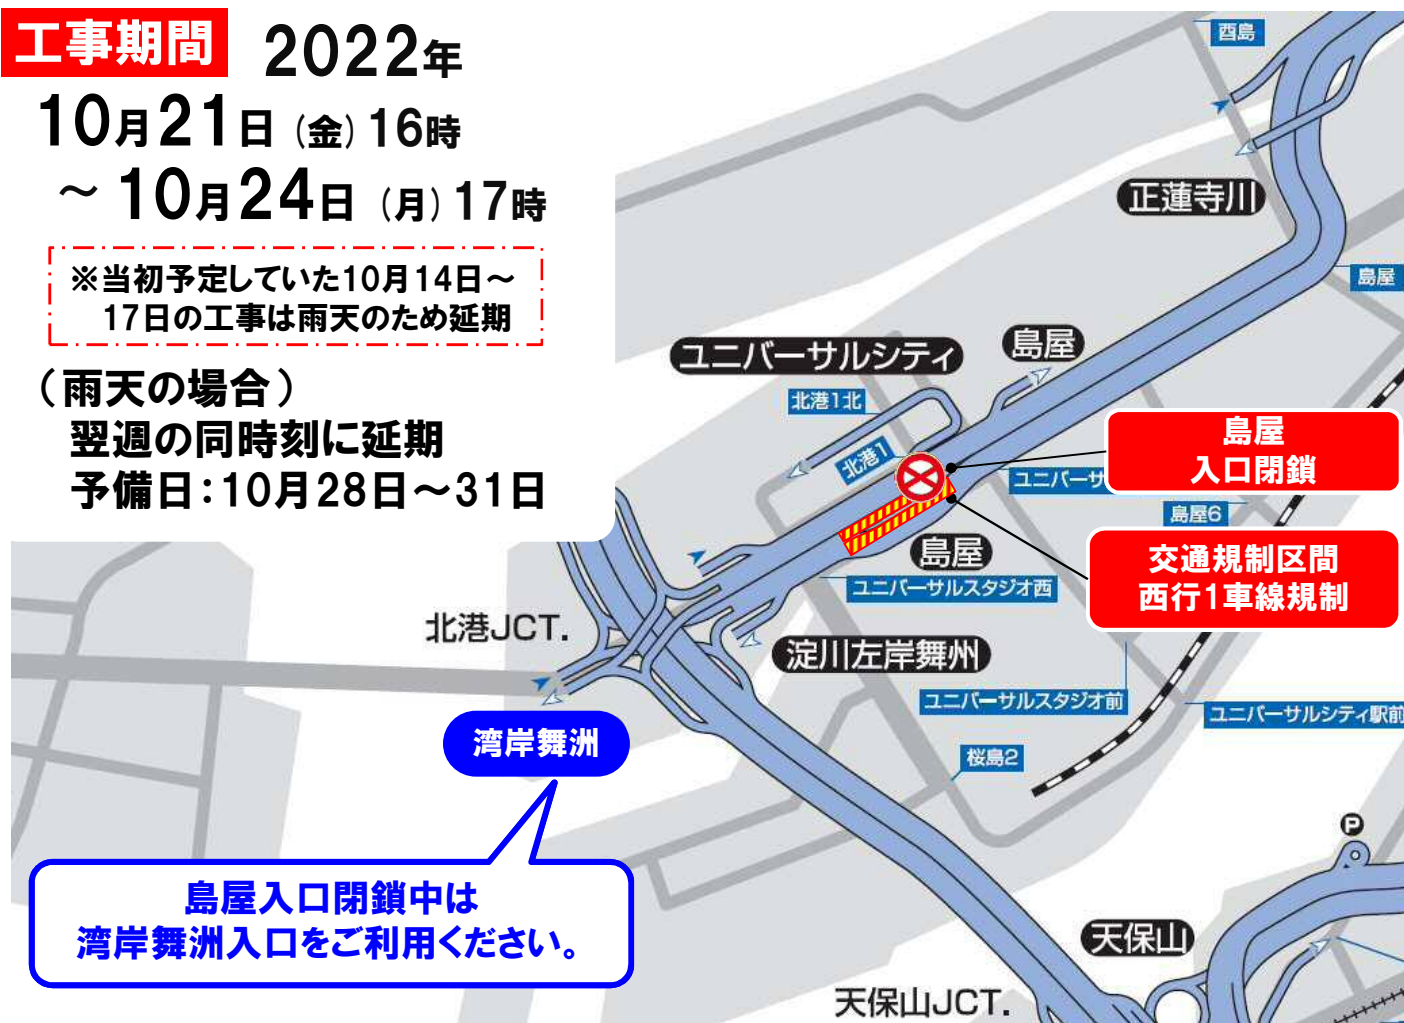 工事期間 2022年
10月21日（金）16時
～10月24日（月）17時
※当初予定していた10月14日～
17日の工事は雨天のため延期
（雨天の場合）
翌週の同時刻に延期
予備日：10月28日～31日
酉島
正蓮寺川
島屋
ユニバーサルシティ
島屋
北港1北
北港1
島屋
入口閉鎖
ユニバーサ
島屋6
交通規制区間
西行1車線規制
島屋
ユニバーサルスタジオ西
北港JCT.
淀川左岸舞州
ユニバーサルスタジオ前
ユニバーサルシティ駅前
湾岸舞洲
桜島2
P
島屋入口閉鎖中は
湾岸舞洲入口をご利用ください。
天保山
天保山JCT.